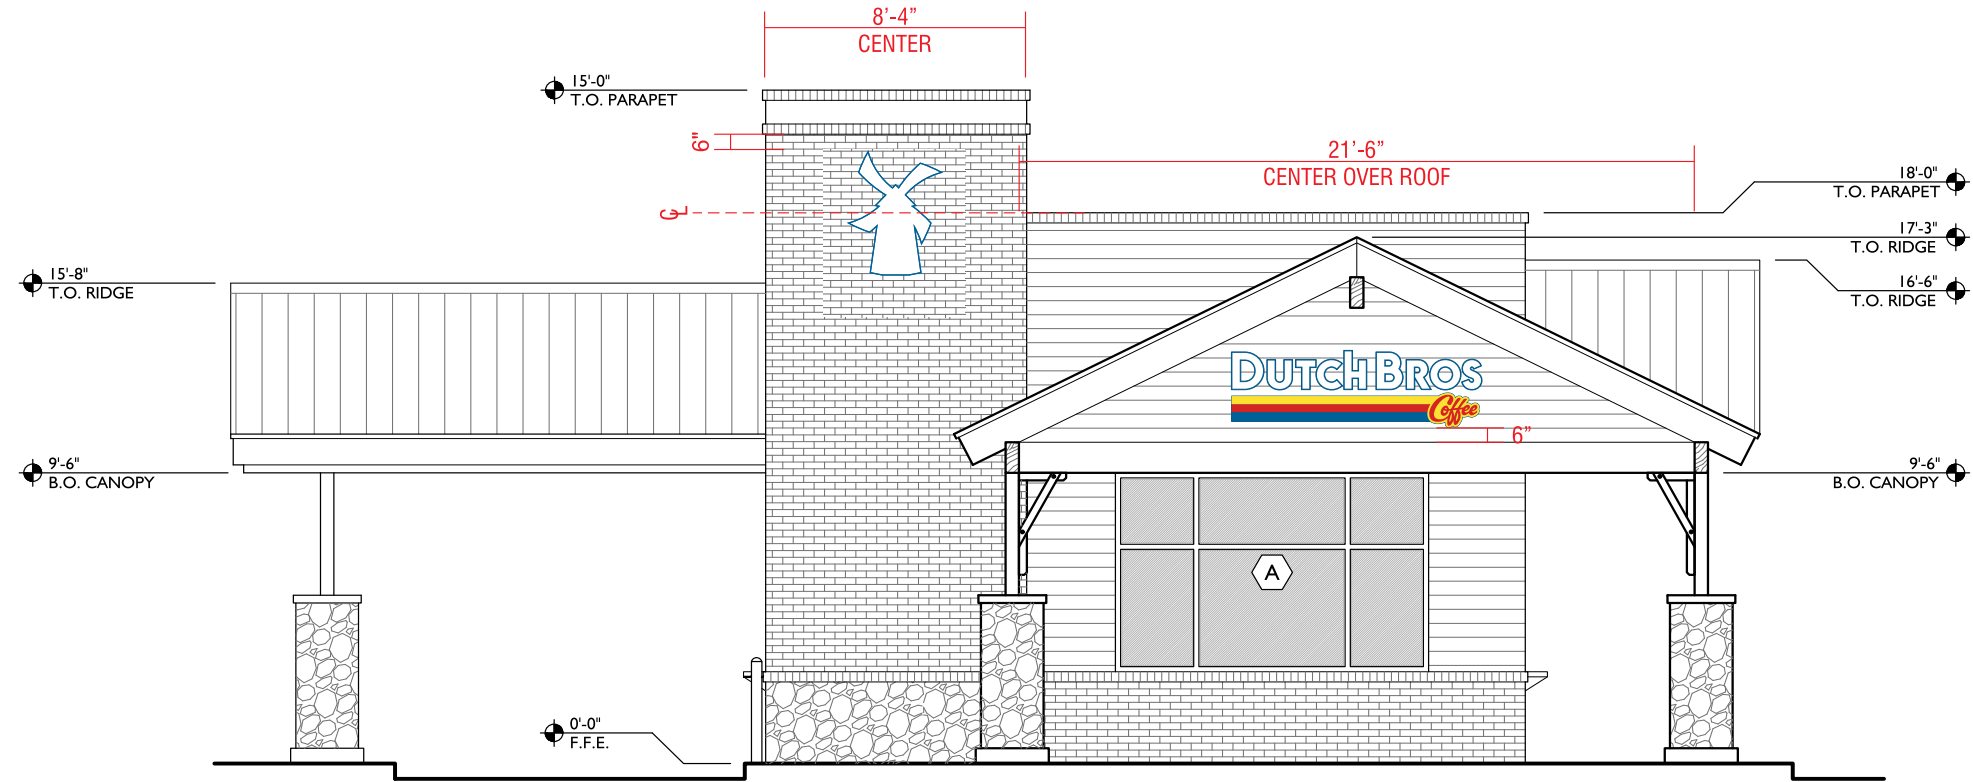 8'-4"
CENTER
15'-0"
T.O. PARAPET
6"
21'-6"
CENTER OVER ROOF
18'-0"
T.O. PARAPET
CL
17'-3"
T.O. RIDGE
15'-8"
T.O. RIDGE
16'-6"
T.O. RIDGE
DUTCH BROS
Coffee
6"
9'-6"
B.O. CANOPY
9'-6"
B.O. CANOPY
A
0'-0"
F.F.E.